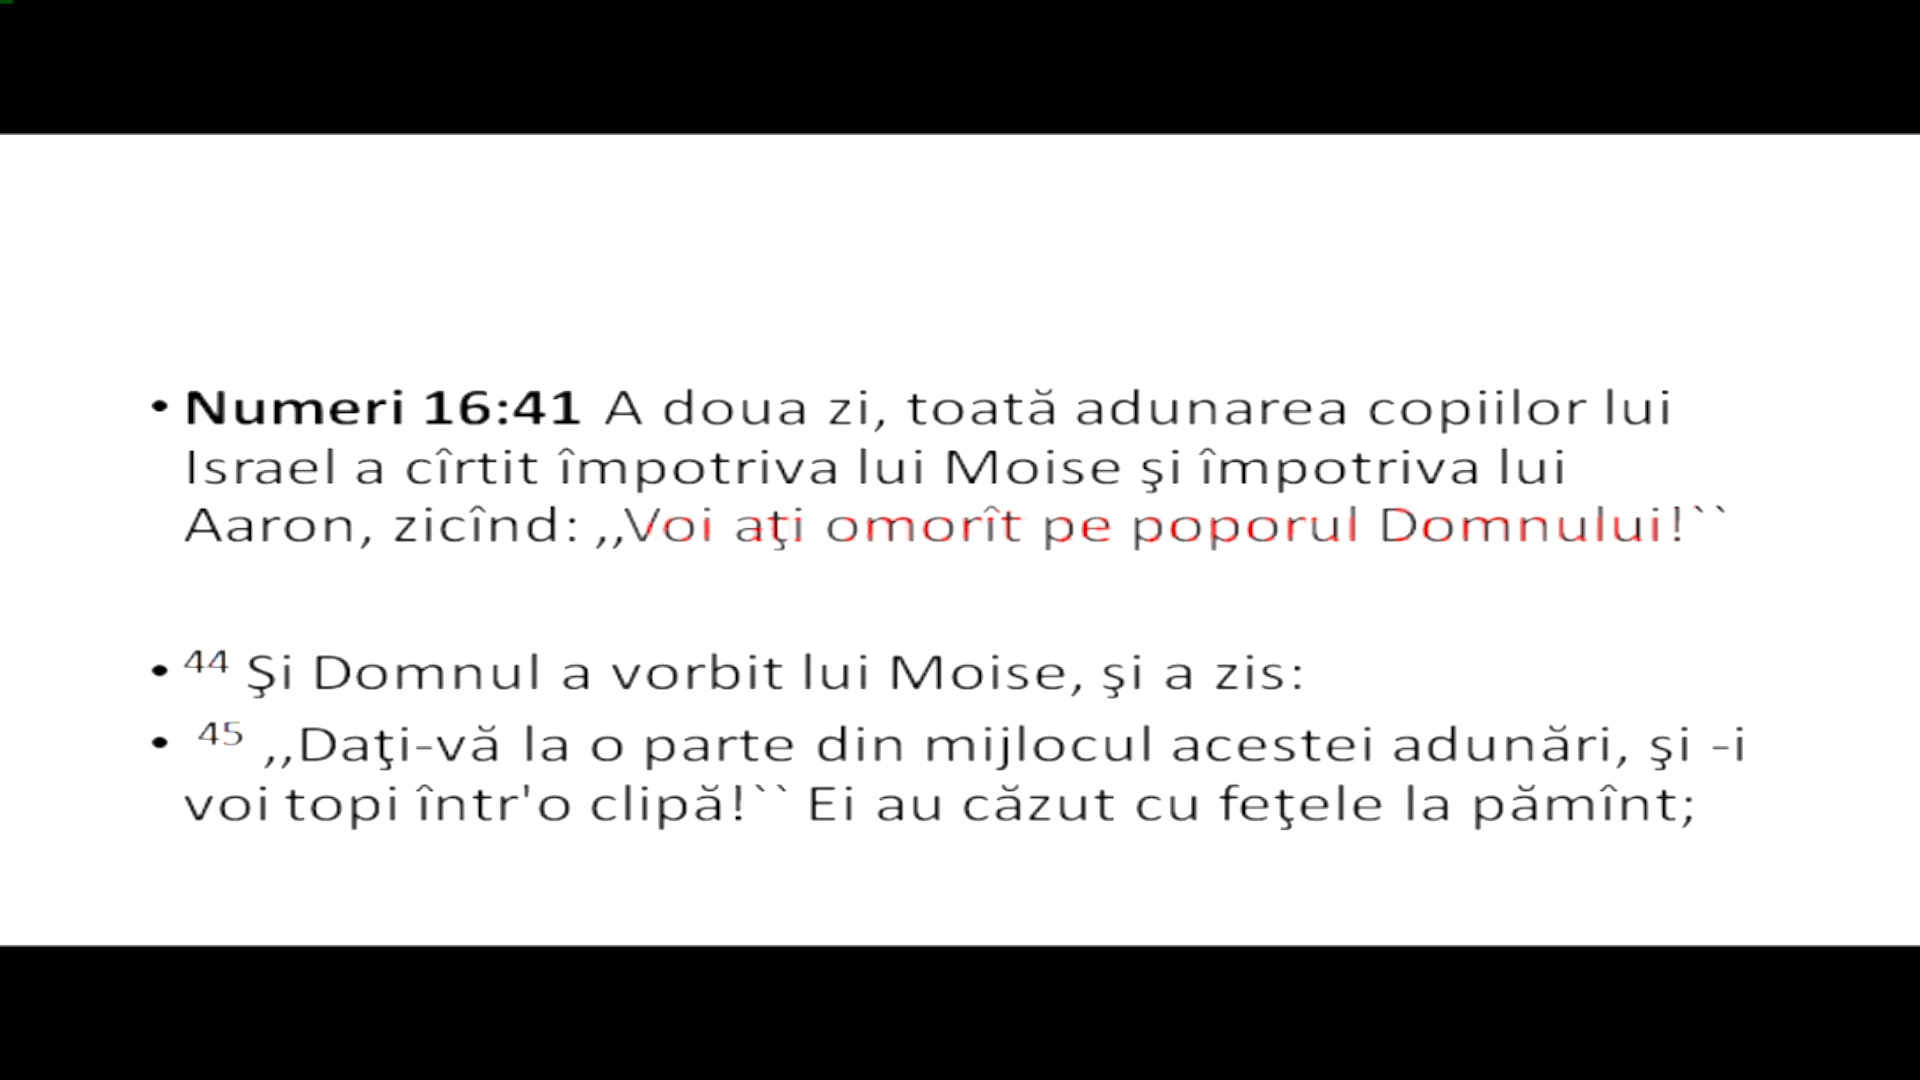 • Numeri 16:41 A doua zi, toată adunarea copiilor lui
Israel a cîrtit împotriva lui Moise şi împotriva lui
Aaron, zicînd: ,,Voi aţi omorît pe poporul Domnului!``
• 44 Şi Domnul a vorbit lui Moise, şi a zis:
• 45 ,,Daţi-vă la o parte din mijlocul acestei adunări, şi -i
voi topi într'o clipă!`` Ei au căzut cu feţele la pămînt;